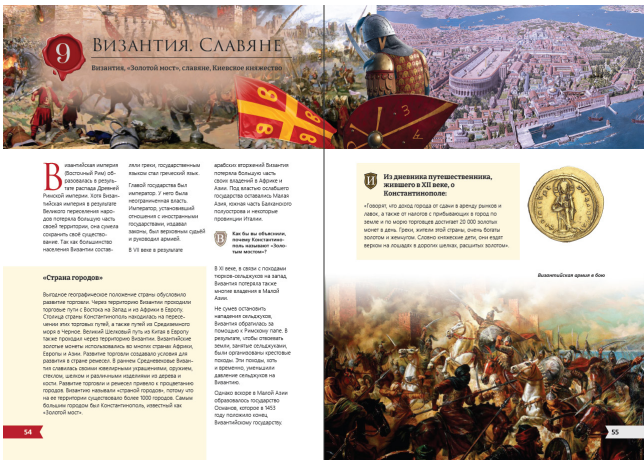 9
ВИЗАНТИЯ. СЛАВЯНЕ
Византия, «Золотой мост», славяне, Киевское княжество
Византийская империя
(Восточный Рим) об-
разовалась в резуль-
тате распада Древней
Римской империи. Хотя Визан-
тийская империя в результате
Великого переселения наро-
дов потеряла большую часть
своей территории, она сумела
сохранить своё существо-
вание. Так как большинство
населения Византии состав-
ляли греки, государственным
языком стал греческий язык.
Главой государства был
император. У него была
неограниченная власть.
Император, установивший
отношения с иностранными
государствами, издавал
законы, был верховным судьёй
и руководил армией.
В VII веке в результате
арабских вторжений Византия
потеряла большую часть
своих владений в Африке и
Азии. Под властью ослабшего
государства оставались Малая
Азия, южная часть Балканского
полуострова и некоторые
провинции Италии.
В
Как бы вы объяснили,
почему Константино-
поль называют «Золо-
тым мостом»?
«Страна городов»
Выгодное географическое положение страны обусловило
развитие торговли. Через территорию Византии проходили
торговые пути с Востока на Запад и из Африки в Европу.
Столица страны Константинополь находилась на пересе-
чении этих торговых путей, а также путей из Средиземного
моря в Чёрное. Великий Шелковый путь из Китая в Европу
также проходил через территорию Византии. Византийские
золотые монеты использовались во многих странах Африки,
Европы и Азии. Развитие торговли создавало условия для
развития в стране ремесел. В раннем Средневековье Визан-
тия славилась своими ювелирными украшениями, оружием,
стеклом, шелком и различными изделиями из дерева и
кости. Развитие торговли и ремесел привело к процветанию
городов. Византию называли «страной городов», потому что
на ее территории существовало более 1000 городов. Самым
большим городом был Константинополь, известный как
«Золотой мост».
В XI веке, в связи с походами
тюрков-сельджуков на запад,
Византия потеряла также
многие владения в Малой
Азии.
Не сумев остановить
нападения сельджуков,
Византия обратилась за
помощью к Римскому папе. В
результате, чтобы отвоевать
земли, занятые сельджуками,
были организованы крестовые
походы. Эти походы, хоть
и временно, уменьшили
давление сельджуков на
Византию.
Однако вскоре в Малой Азии
образовалось государство
Османов, которое в 1453
году положило конец
Византийскому государству.
54
И
Из дневника путешественника,
жившего в XII веке, о
Константинополе:
«Говорят, что доход города от сдачи в аренду рынков и
лавок, а также от налогов с прибывающих в город по
земле и по морю торговцев достигает 20 000 золотых
монет в день. Греки, жители этой страны, очень богаты
золотом и жемчугом. Словно княжеские дети, они ездят
верхом на лошадях в дорогих шелках, расшитых золотом».
Византийская армия в бою
55